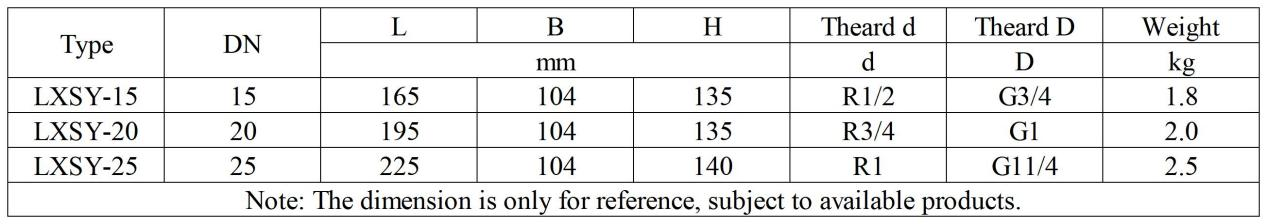 Type DN L B H Theard d Theard D Weight
mm d D kg
LXSY-15 15 165 104 135 R1/2 G3/4 1.8
LXSY-20 20 195 104 135 R3/4 G1 2.0
LXSY-25 25 225 104 140 R1 G11/4 2.5
Note: The dimension is only for reference, subject to available products.